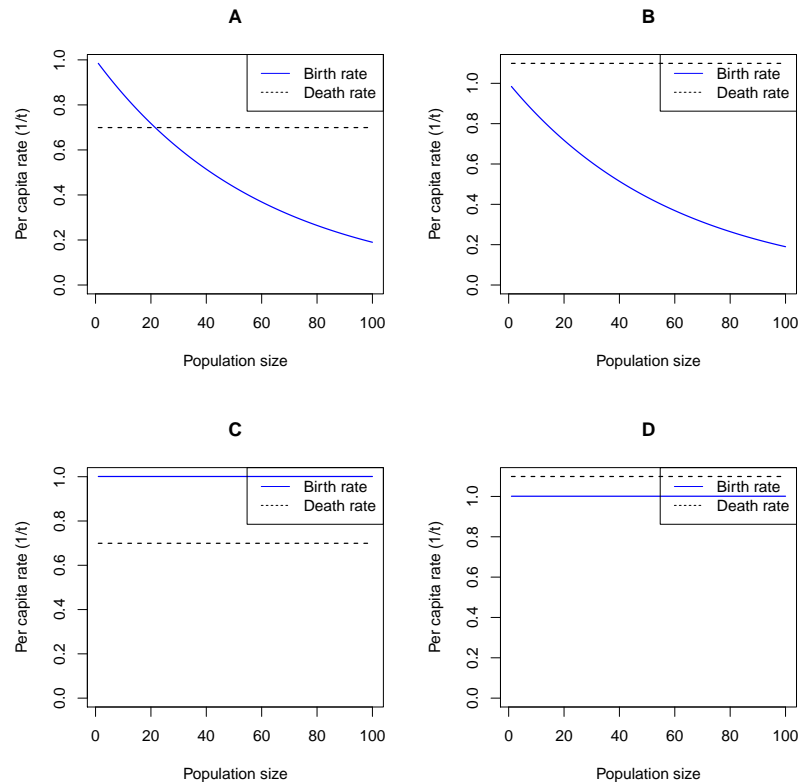 A
Per capita rate (1/t)
0.0 0.2 0.4 0.6 0.8 1.0
Birth rate
Death rate
0 20 40 60 80 100
Population size
B
Per capita rate (1/t)
0.0 0.2 0.4 0.6 0.8 1.0
Birth rate
Death rate
0 20 40 60 80 100
Population size
C
Per capita rate (1/t)
0.0 0.2 0.4 0.6 0.8 1.0
Birth rate
Death rate
0 20 40 60 80 100
Population size
D
Per capita rate (1/t)
0.0 0.2 0.4 0.6 0.8 1.0
Birth rate
Death rate
0 20 40 60 80 100
Population size